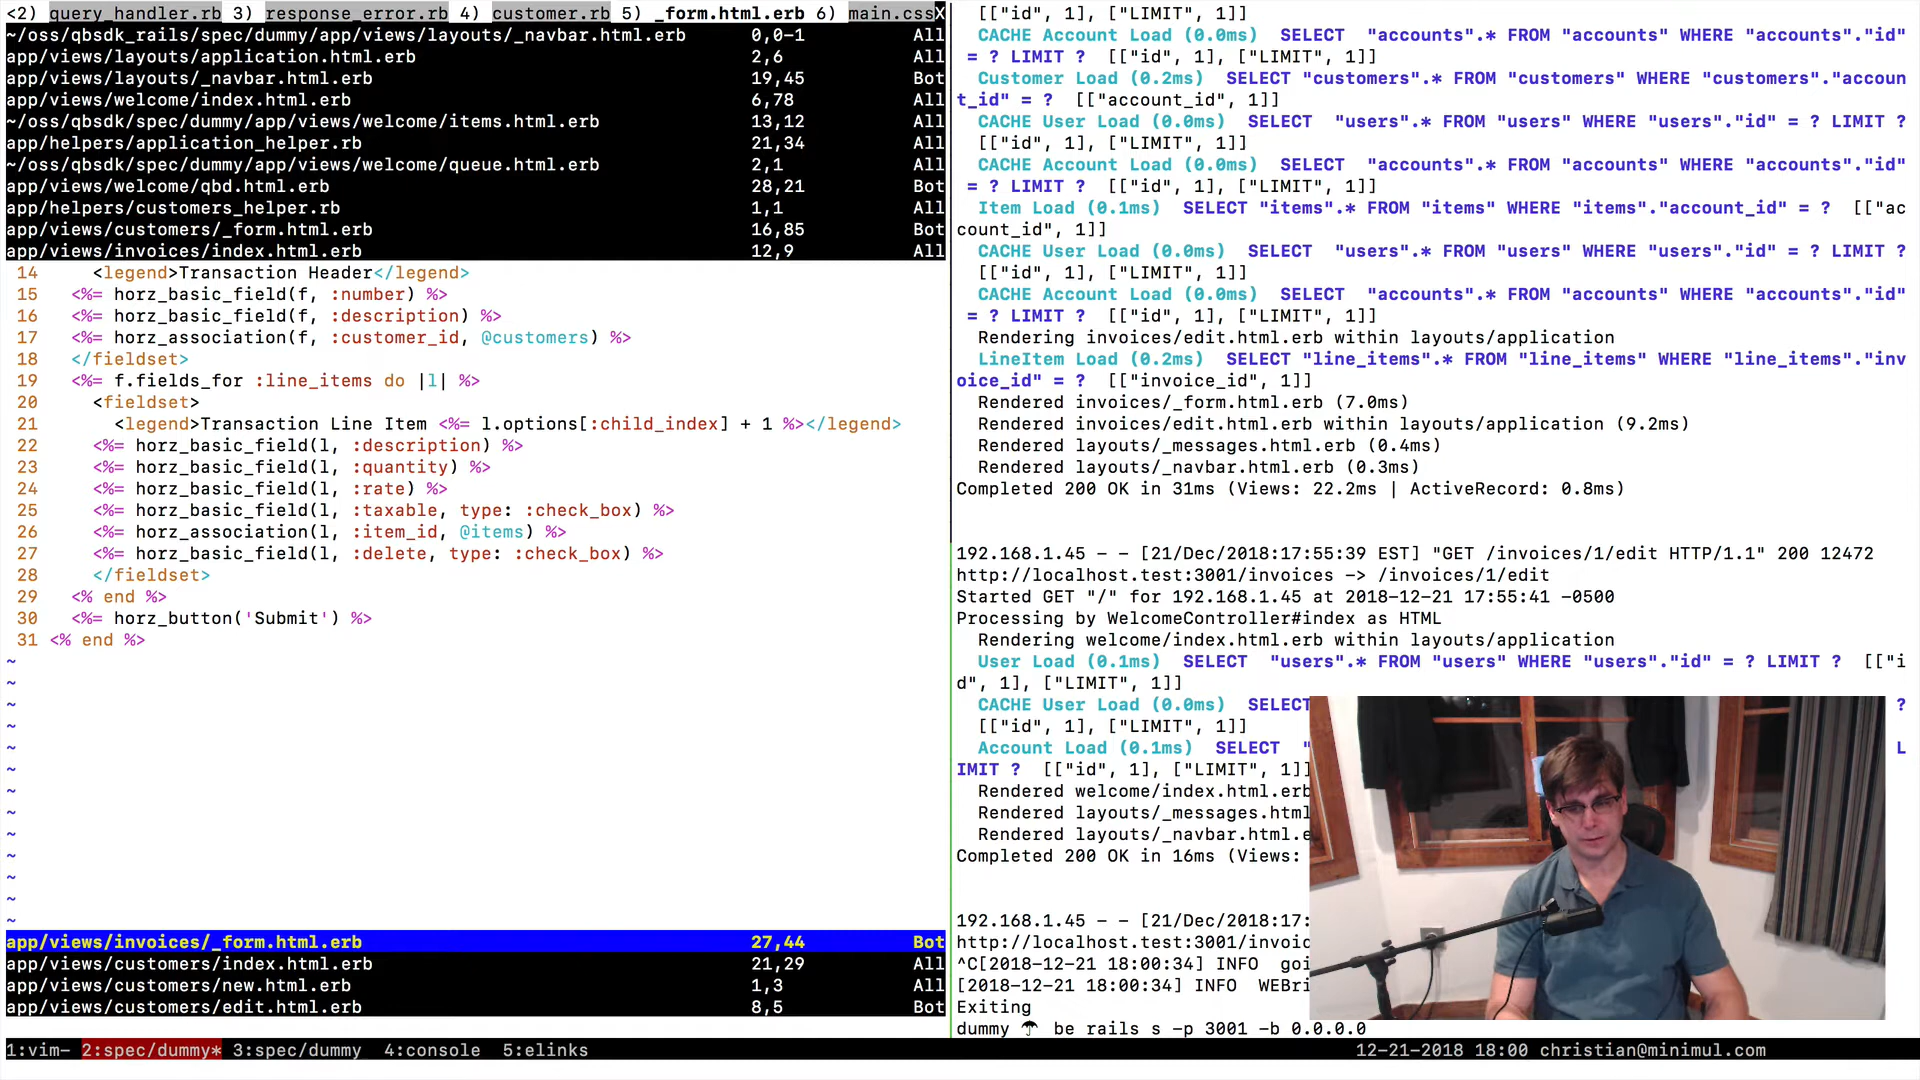 <2) query_handler.rb 3) response_error.rb 4) customer.rb 5) _form.html.erb 6) main.cssX
~/oss/qbsdk_rails/spec/dummy/app/views/layouts/_navbar.html.erb 0,0-1 All
app/views/layouts/application.html.erb 2,6 All
app/views/layouts/_navbar.html.erb 19,45 Bot
app/views/welcome/index.html.erb 6,78 All
~/oss/qbsdk/spec/dummy/app/views/welcome/items.html.erb 13,12 All
app/helpers/application_helper.rb 21,34 All
~/oss/qbsdk/spec/dummy/app/views/welcome/queue.html.erb 2,1 All
app/views/welcome/qbd.html.erb 28,21 Bot
app/helpers/customers_helper.rb 1,1 All
app/views/customers/_form.html.erb 16,85 Bot
app/views/invoices/index.html.erb 12,9 All
14 <legend>Transaction Header</legend>
15 <%= horz_basic_field(f, :number) %>
16 <%= horz_basic_field(f, :description) %>
17 <%= horz_association(f, :customer_id, @customers) %>
18 </fieldset>
19 <%= f.fields_for :line_items do |l| %>
20 <fieldset>
21 <legend>Transaction Line Item <%= l.options[:child_index] + 1 %></legend>
22 <%= horz_basic_field(l, :description) %>
23 <%= horz_basic_field(l, :quantity) %>
24 <%= horz_basic_field(l, :rate) %>
25 <%= horz_basic_field(l, :taxable, type: :check_box) %>
26 <%= horz_association(l, :item_id, @items) %>
27 <%= horz_basic_field(l, :delete, type: :check_box) %>
28 </fieldset>
29 <% end %>
30 <%= horz_button('Submit') %>
31 <% end %>
~
~
~
~
~
~
~
~
~
~
~
~
~
app/views/invoices/_form.html.erb 27,44 Bot
app/views/customers/index.html.erb 21,29 All
app/views/customers/new.html.erb 1,3 All
app/views/customers/edit.html.erb 8,5 Bot
[["id", 1], ["LIMIT", 1]]
CACHE Account Load (0.0ms) SELECT "accounts".* FROM "accounts" WHERE "accounts"."id"
= ? LIMIT ? [["id", 1], ["LIMIT", 1]]
Customer Load (0.2ms) SELECT "customers".* FROM "customers" WHERE "customers"."accoun
t_id" = ? [["account_id", 1]]
CACHE User Load (0.0ms) SELECT "users".* FROM "users" WHERE "users"."id" = ? LIMIT ?
[["id", 1], ["LIMIT", 1]]
CACHE Account Load (0.0ms) SELECT "accounts".* FROM "accounts" WHERE "accounts"."id"
= ? LIMIT ? [["id", 1], ["LIMIT", 1]]
Item Load (0.1ms) SELECT "items".* FROM "items" WHERE "items"."account_id" = ? [["ac
count_id", 1]]
CACHE User Load (0.0ms) SELECT "users".* FROM "users" WHERE "users"."id" = ? LIMIT ?
[["id", 1], ["LIMIT", 1]]
CACHE Account Load (0.0ms) SELECT "accounts".* FROM "accounts" WHERE "accounts"."id"
= ? LIMIT ? [["id", 1], ["LIMIT", 1]]
Rendering invoices/edit.html.erb within layouts/application
LineItem Load (0.2ms) SELECT "line_items".* FROM "line_items" WHERE "line_items"."inv
oice_id" = ? [["invoice_id", 1]]
Rendered invoices/_form.html.erb (7.0ms)
Rendered invoices/edit.html.erb within layouts/application (9.2ms)
Rendered layouts/_messages.html.erb (0.4ms)
Rendered layouts/_navbar.html.erb (0.3ms)
Completed 200 OK in 31ms (Views: 22.2ms | ActiveRecord: 0.8ms)
192.168.1.45 - - [21/Dec/2018:17:55:39 EST] "GET /invoices/1/edit HTTP/1.1" 200 12472
http://localhost.test:3001/invoices -> /invoices/1/edit
Started GET "/" for 192.168.1.45 at 2018-12-21 17:55:41 -0500
Processing by WelcomeController#index as HTML
Rendering welcome/index.html.erb within layouts/application
User Load (0.1ms) SELECT "users".* FROM "users" WHERE "users"."id" = ? LIMIT ? [["i
d", 1], ["LIMIT", 1]]
CACHE User Load (0.0ms) SELECT ?
[["id", 1], ["LIMIT", 1]]
Account Load (0.1ms) SELECT " L
IMIT ? [["id", 1], ["LIMIT", 1]]
Rendered welcome/index.html.erb
Rendered layouts/_messages.html
Rendered layouts/_navbar.html.e
Completed 200 OK in 16ms (Views:
192.168.1.45 - - [21/Dec/2018:17:
http://localhost.test:3001/invoic
^C[2018-12-21 18:00:34] INFO goi
[2018-12-21 18:00:34] INFO WEBri
Exiting
dummy ☂ be rails s -p 3001 -b 0.0.0.0
1:vim- 2:spec/dummy* 3:spec/dummy 4:console 5:elinks 12-21-2018 18:00 christian@minimul.com